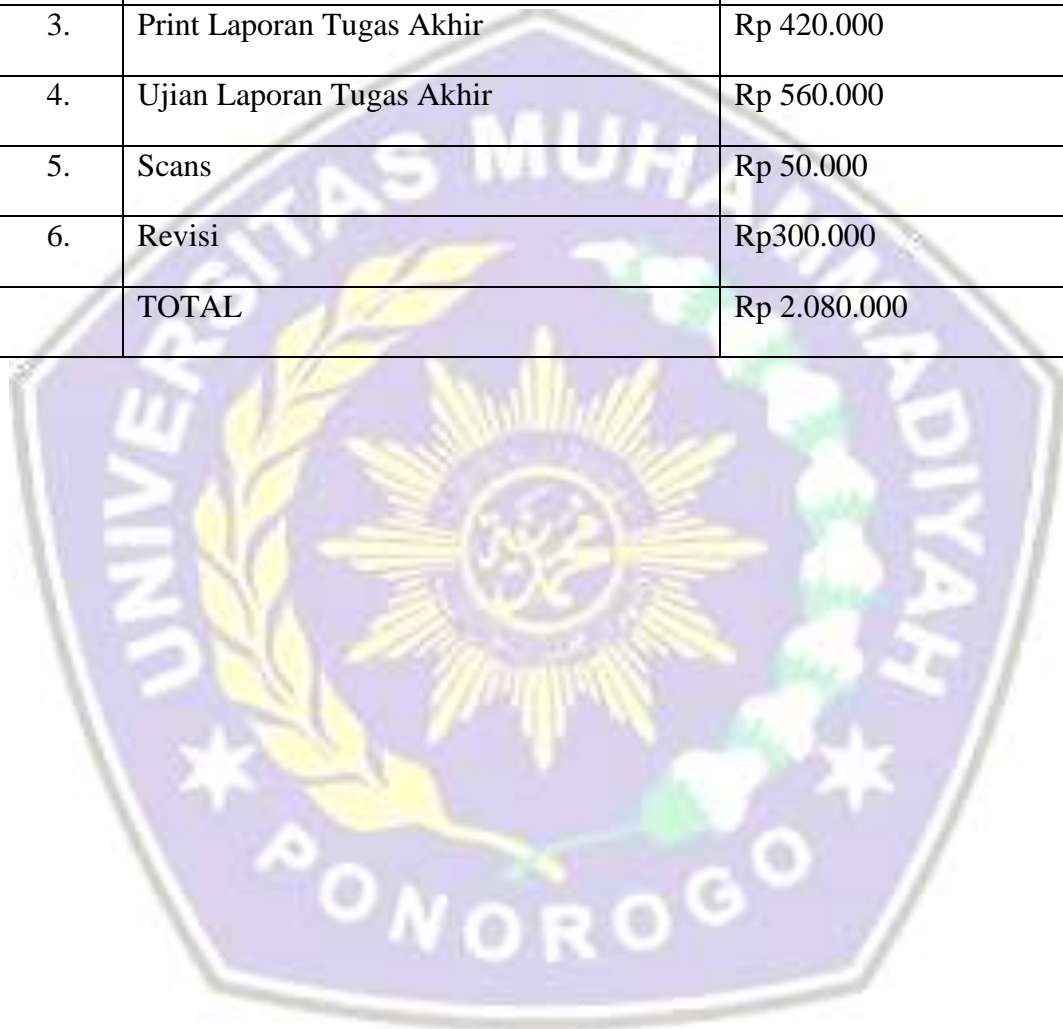 3. Print Laporan Tugas Akhir Rp 420.000
4. Ujian Laporan Tugas Akhir Rp 560.000
5. Scans Rp 50.000
6. Revisi Rp300.000
TOTAL Rp 2.080.000
UNIVERSITAS MUHAMMADIYAH
PONOROGO